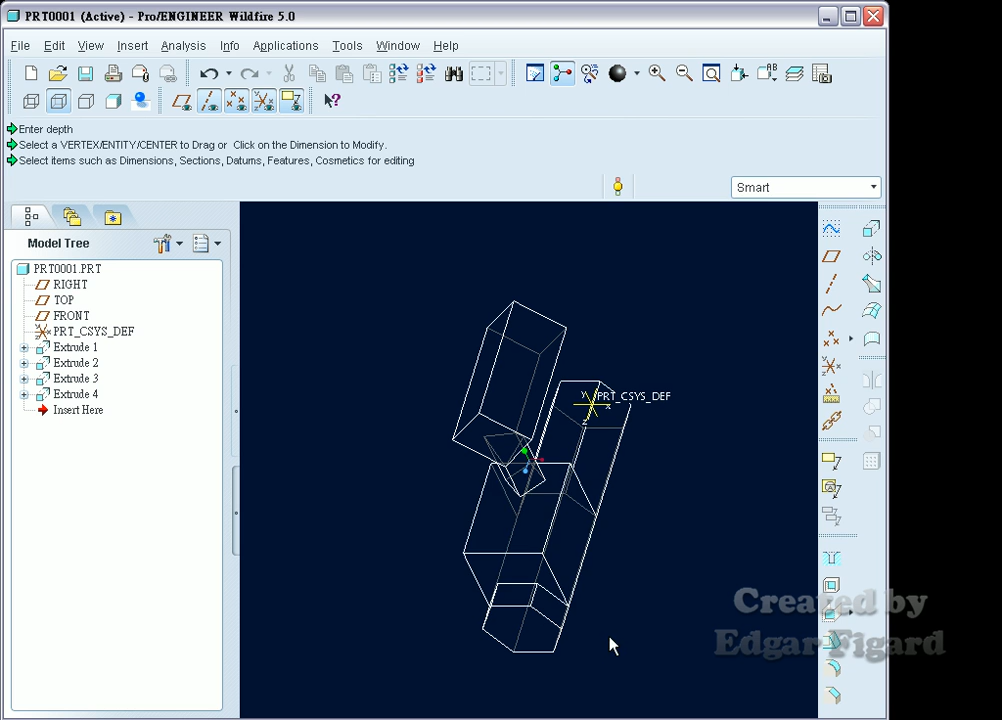 PRT0001 (Active) - Pro/ENGINEER Wildfire 5.0
File Edit View Insert Analysis Info Applications Tools Window Help
Enter depth
Select a VERTEX/ENTITY/CENTER to Drag or Click on the Dimension to Modify.
Select items such as Dimensions, Sections, Datums, Features, Cosmetics for editing
Smart
Model Tree
PRT0001.PRT
RIGHT
TOP
FRONT
PRT_CSYS_DEF
Extrude 1
Extrude 2
Extrude 3
Extrude 4
Insert Here
Y PRT_CSYS_DEF
X
Z
Created by
Edgar Figard